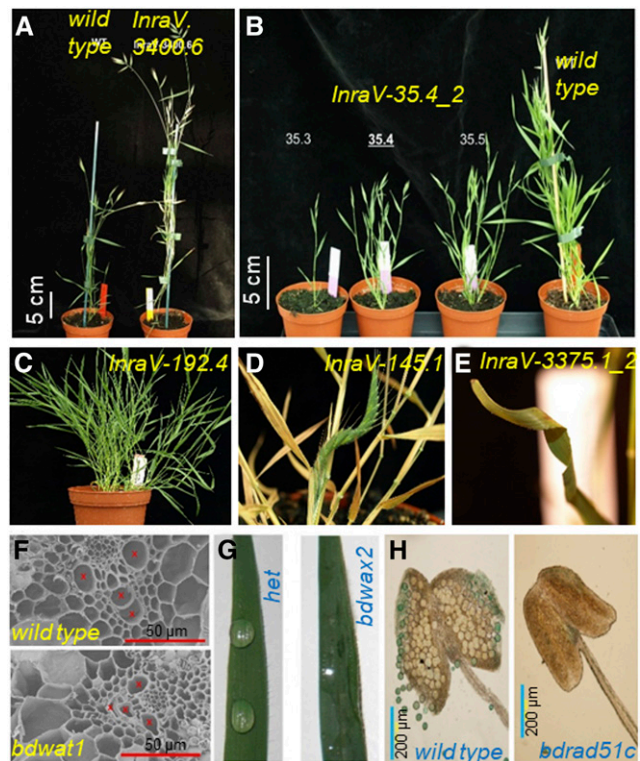 A
wild type
InraV-3400.6
WT
5 cm
B
InraV-35.4_2
wild type
35.3
35.4
35.5
5 cm
C
InraV-192.4
D
InraV-145.1
E
InraV-3375.1_2
F
wild type
50 µm
x
x
x
x
bdwat1
50 µm
x
x
x
x
G
het
bdwax2
H
200 µm
wild type
200 µm
bdrad51c